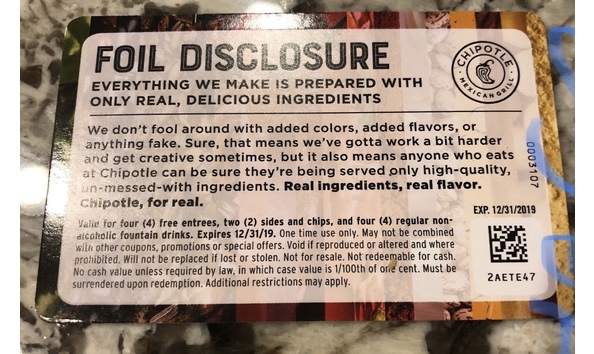 FOIL DISCLOSURE
EVERYTHING WE MAKE IS PREPARED WITH
ONLY REAL, DELICIOUS INGREDIENTS
CHIPOTLE
MEXICAN GRILL
We don't fool around with added colors, added flavors, or
anything fake. Sure, that means we've gotta work a bit harder
and get creative sometimes, but it also means anyone who eats
at Chipotle can be sure they're being served only high-quality,
un-messed-with ingredients. Real ingredients, real flavor.
Chipotle, for real.
Valid for four (4) free entrees, two (2) sides and chips, and four (4) regular non-
alcoholic fountain drinks. Expires 12/31/19. One time use only. May not be combined
with other coupons, promotions or special offers. Void if reproduced or altered and where
prohibited. Will not be replaced if lost or stolen. Not for resale. Not redeemable for cash.
No cash value unless required by law, in which case value is 1/100th of one cent. Must be
surrendered upon redemption. Additional restrictions may apply.
0003107
EXP. 12/31/2019
2AETE47